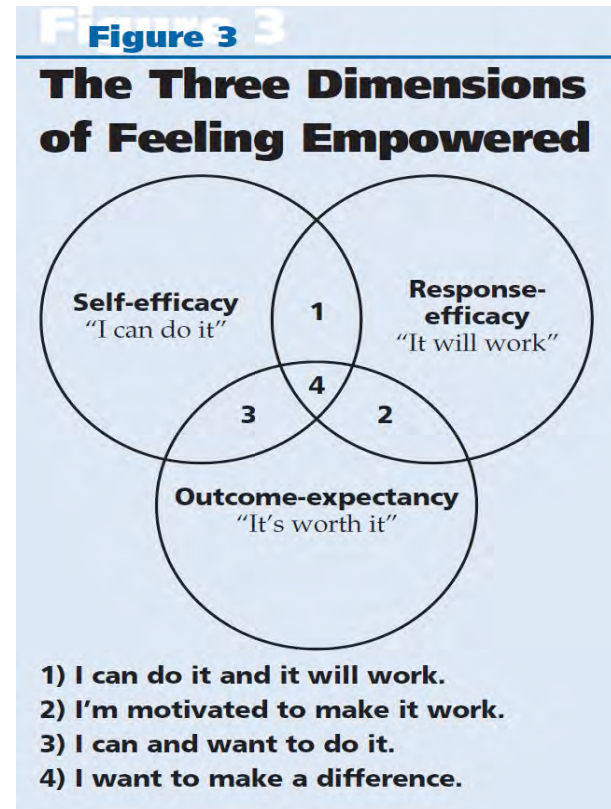 Figure 3
The Three Dimensions
of Feeling Empowered
Self-efficacy
“I can do it”
1
Response-
efficacy
“It will work”
4
3
2
Outcome-expectancy
“It’s worth it”
1) I can do it and it will work.
2) I’m motivated to make it work.
3) I can and want to do it.
4) I want to make a difference.